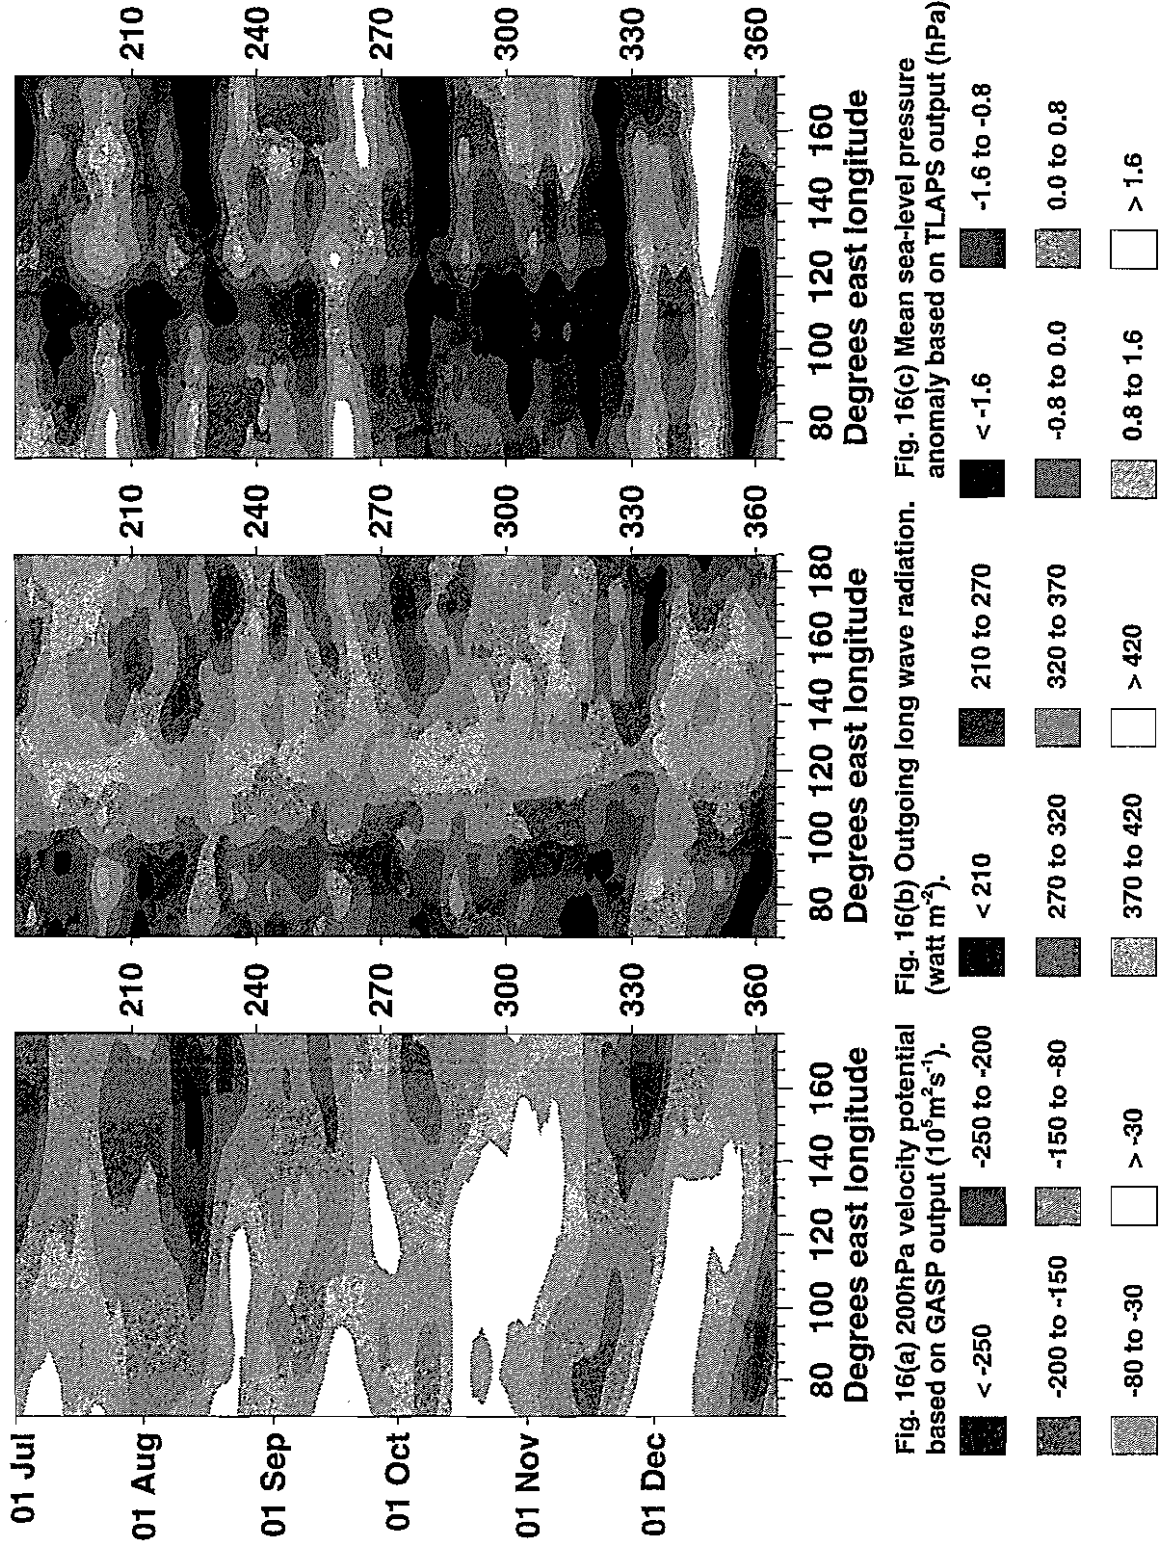 01 Jul
01 Aug
01 Sep
01 Oct
01 Nov
01 Dec
210
240
270
300
330
360
80 100 120 140 160
Degrees east longitude
210
240
270
300
330
360
80 100 120 140 160 180
Degrees east longitude
210
240
270
300
330
360
80 100 120 140 160
Degrees east longitude
Fig. 16(a) 200hPa velocity potential
based on GASP output (10⁵m²s⁻¹).
< -250
-250 to -200
-200 to -150
-150 to -80
-80 to -30
> -30
Fig. 16(b) Outgoing long wave radiation.
(watt m⁻²).
< 210
210 to 270
270 to 320
320 to 370
370 to 420
> 420
Fig. 16(c) Mean sea-level pressure
anomaly based on TLAPS output (hPa)
< -1.6
-1.6 to -0.8
-0.8 to 0.0
0.0 to 0.8
0.8 to 1.6
> 1.6